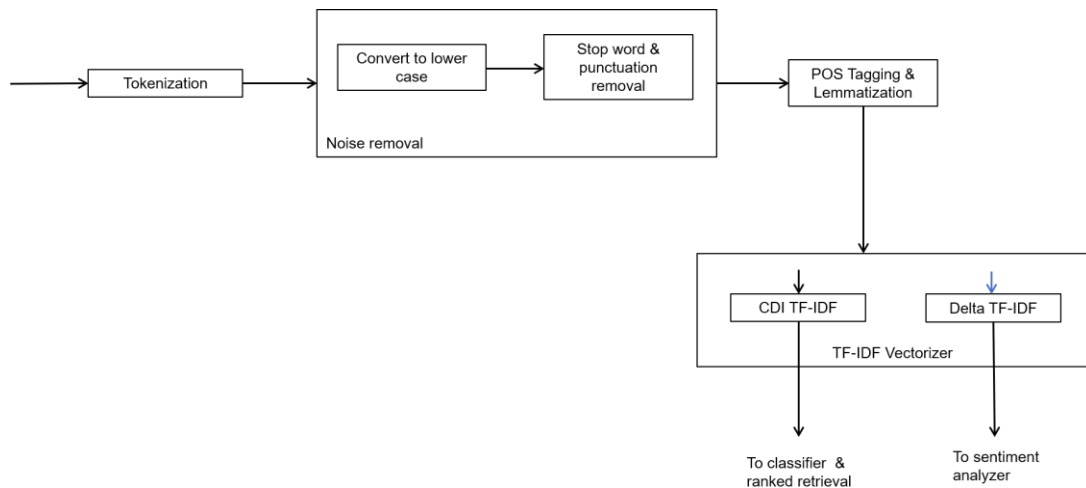 Tokenization
Convert to lower
case
Stop word &
punctuation
removal
Noise removal
POS Tagging &
Lemmatization
CDI TF-IDF
Delta TF-IDF
TF-IDF Vectorizer
To classifier &
ranked retrieval
To sentiment
analyzer